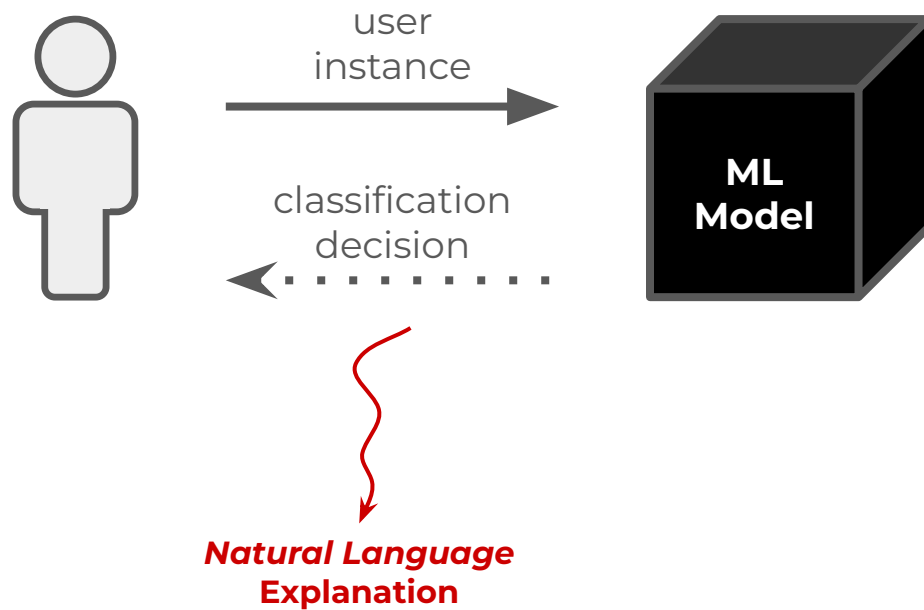 user
instance
ML
Model
classification
decision
Natural Language
Explanation